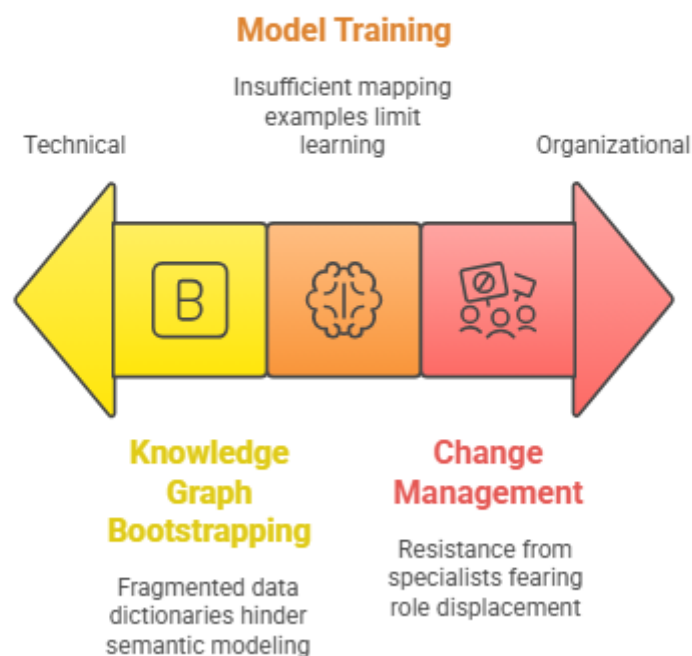 Model Training
Insufficient mapping
examples limit
learning
Technical
Organizational
B
Knowledge
Graph
Bootstrapping
Fragmented data
dictionaries hinder
semantic modeling
Change
Management
Resistance from
specialists fearing
role displacement